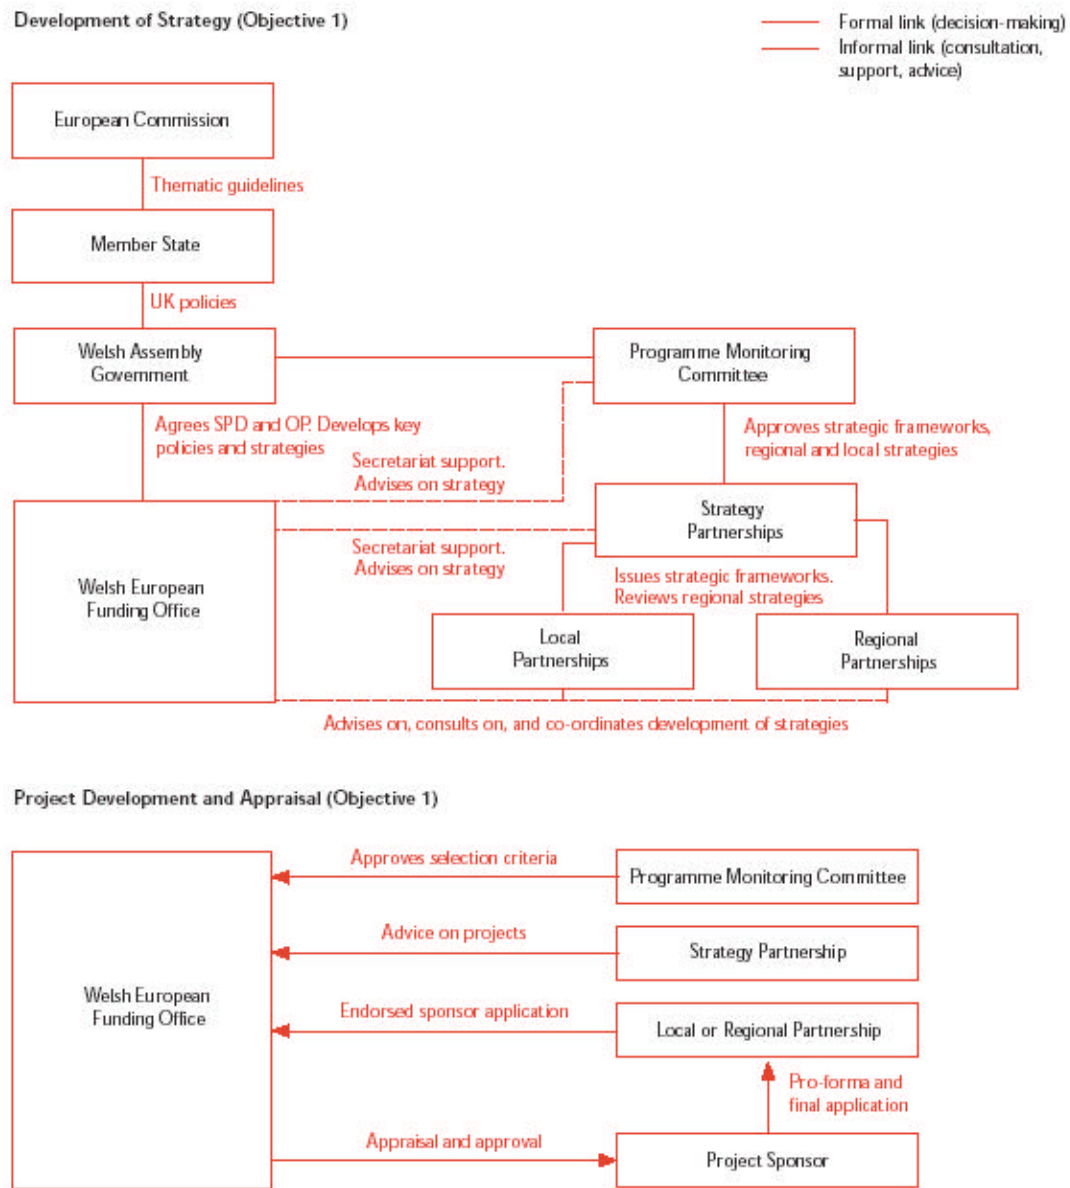 Development of Strategy (Objective 1)
Formal link (decision-making)
Informal link (consultation,
support, advice)
European Commission
Thematic guidelines
Member State
UK policies
Welsh Assembly
Government
Programme Monitoring
Committee
Agrees SPD and OP. Develops key
policies and strategies
Approves strategic frameworks,
regional and local strategies
Secretariat support.
Advises on strategy
Strategy
Partnerships
Secretariat support.
Advises on strategy
Issues strategic frameworks.
Reviews regional strategies
Welsh European
Funding Office
Local
Partnerships
Regional
Partnerships
Advises on, consults on, and co-ordinates development of strategies
Project Development and Appraisal (Objective 1)
Approves selection criteria
Programme Monitoring Committee
Advice on projects
Strategy Partnership
Welsh European
Funding Office
Endorsed sponsor application
Local or Regional Partnership
Pro-forma and
final application
Appraisal and approval
Project Sponsor